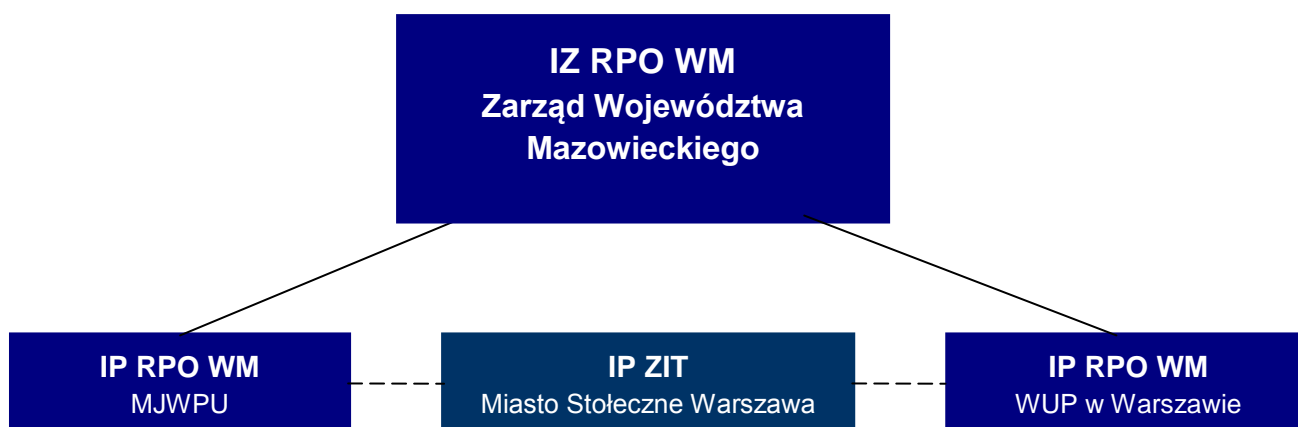 IZ RPO WM
Zarząd Województwa
Mazowieckiego
IP RPO WM
MJWPU
IP ZIT
Miasto Stołeczne Warszawa
IP RPO WM
WUP w Warszawie